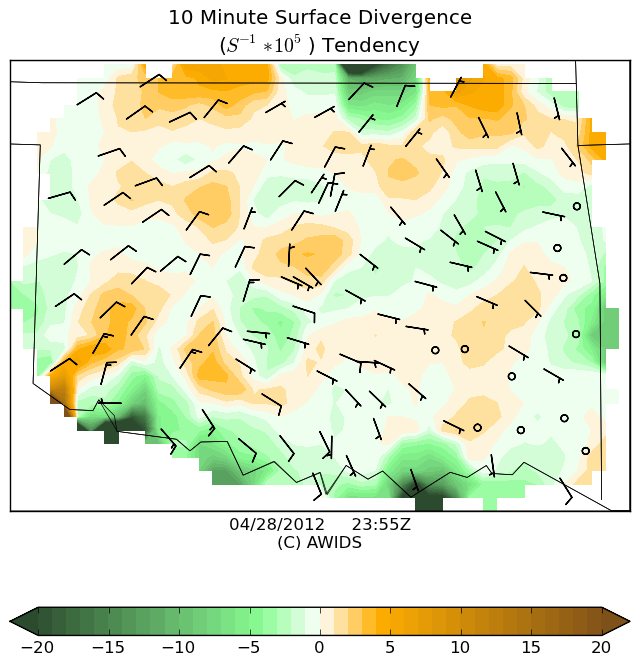 10 Minute Surface Divergence
(S⁻¹ *10⁵ ) Tendency
04/28/2012 23:55Z
(C) AWIDS
−20 −15 −10 −5 0 5 10 15 20